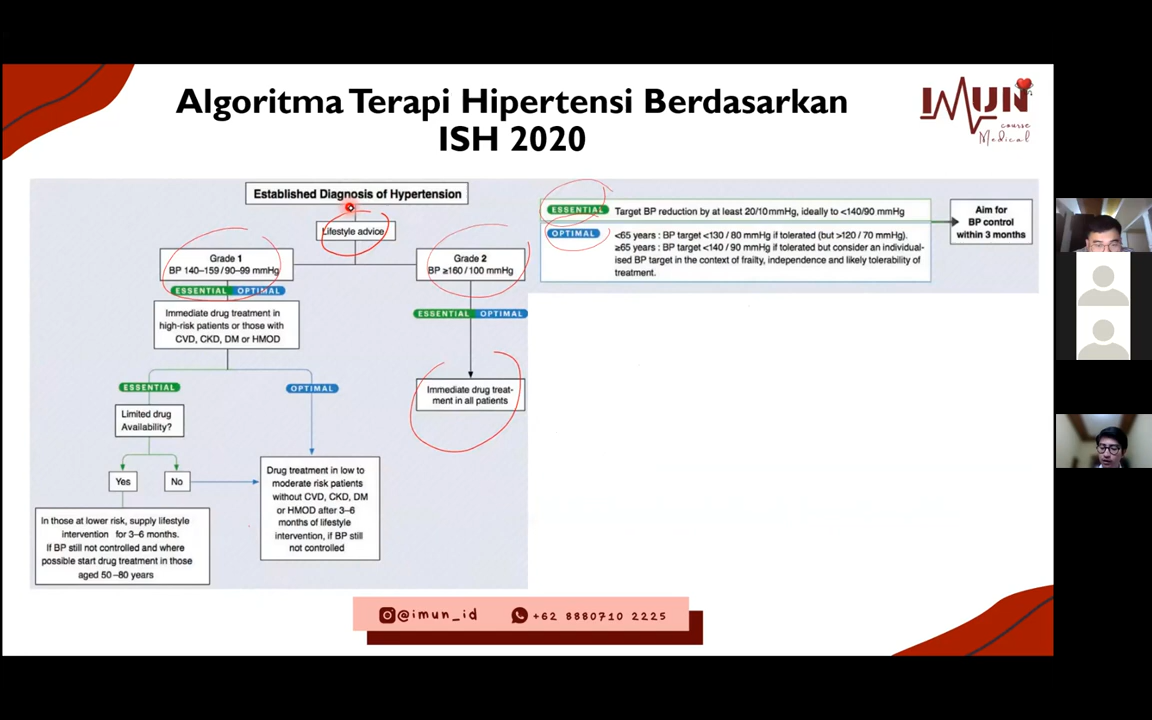 Algoritma Terapi Hipertensi Berdasarkan
ISH 2020
IMUN
course
Medical
Established Diagnosis of Hypertension
Lifestyle advice
Grade 1
BP 140–159/90–99 mmHg
Grade 2
BP ≥160/100 mmHg
ESSENTIAL OPTIMAL
ESSENTIAL OPTIMAL
Immediate drug treatment in
high-risk patients or those with
CVD, CKD, DM or HMOD
Immediate drug treat-
ment in all patients
ESSENTIAL
OPTIMAL
Limited drug
Availability?
Yes
No
Drug treatment in low to
moderate risk patients
without CVD, CKD, DM
or HMOD after 3–6
months of lifestyle
intervention, if BP still
not controlled
In those at lower risk, supply lifestyle
intervention for 3–6 months.
If BP still not controlled and where
possible start drug treatment in those
aged 50–80 years
ESSENTIAL
Target BP reduction by at least 20/10 mmHg, ideally to <140/90 mmHg
OPTIMAL
<65 years : BP target <130 / 80 mmHg if tolerated (but >120 / 70 mmHg).
≥65 years : BP target <140 / 90 mmHg if tolerated but consider an individual-
ised BP target in the context of frailty, independence and likely tolerability of
treatment.
Aim for
BP control
within 3 months
@imun_id
+62 8880710 2225